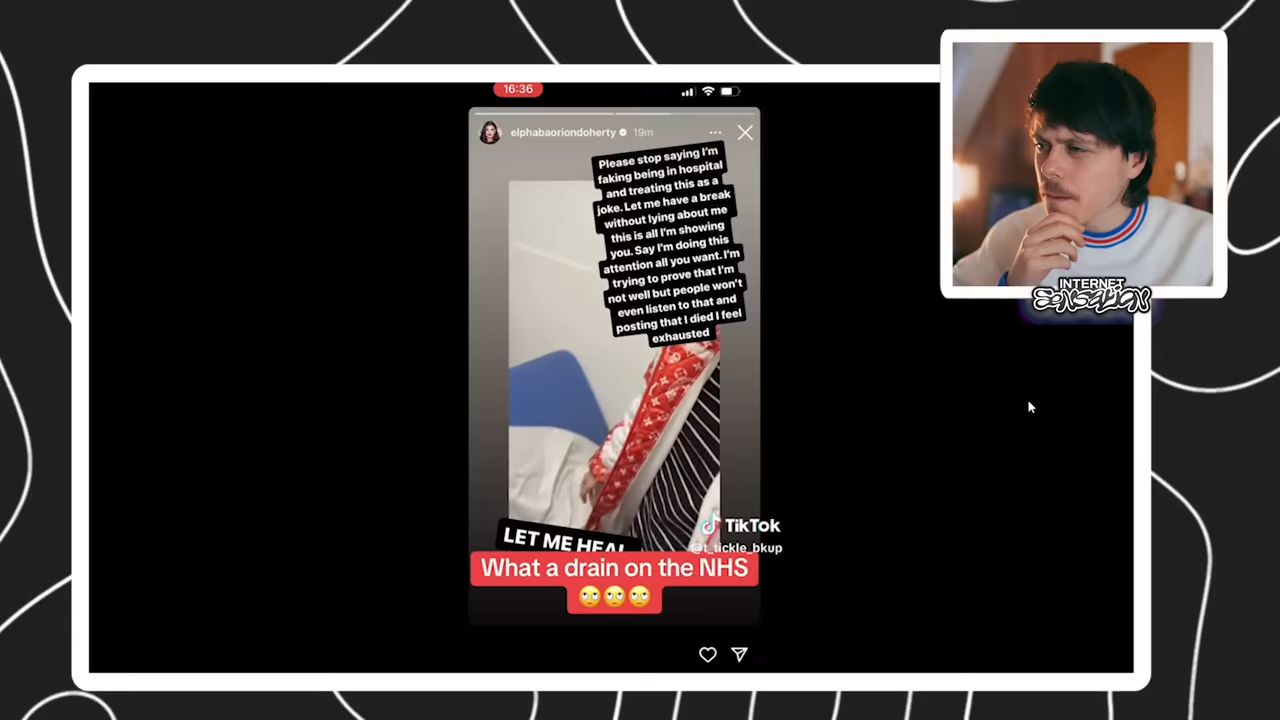 16:36
elphabaoriondoherty 19m
Please stop saying I'm
faking being in hospital
and treating this as a
joke. Let me have a break
without lying about me
this is all I'm showing
you. Say I'm doing this
attention all you want. I'm
trying to prove that I'm
not well but people won't
even listen to that and
posting that I died I feel
exhausted
LET ME HEAL
TikTok
@t_tickle_bkup
What a drain on the NHS
🙄🙄🙄
INTERNET
SENSATION